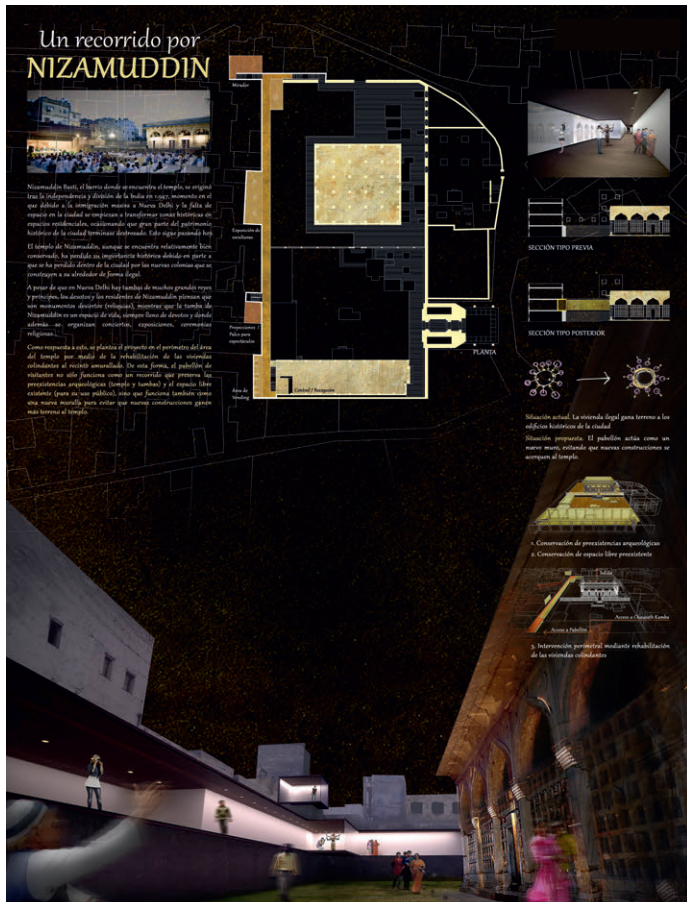 Un recorrido por
NIZAMUDDIN
Nizamuddin Basti, el barrio donde se encuentra el templo, se originó
tras la independencia y división de la India en 1947, momento en el
que debido a la inmigración masiva a Nueva Delhi y la falta de
espacio en la ciudad se empiezan a transformar zonas históricas en
espacios residenciales, ocasionando que gran parte del patrimonio
histórico de la ciudad terminase destrozado. Esto sigue pasando hoy.
El templo de Nizamuddin, aunque se encuentra relativamente bien
conservado, ha perdido su importancia histórica debido en parte a
que se ha perdido dentro de la ciudad por las nuevas colonias que se
construyen a su alrededor de forma ilegal.
A pesar de que en Nueva Delhi hay tumbas de muchos grandes reyes
y príncipes, los devotos y los residentes de Nizamuddin piensan que
son monumentos desiertos (reliquias), mientras que la tumba de
Nizamuddin es un espacio de vida, siempre lleno de devotos y donde
además se organizan conciertos, exposiciones, ceremonias
religiosas...
Como respuesta a esto, se plantea el proyecto en el perímetro del área
del templo por medio de la rehabilitación de las viviendas
colindantes al recinto amurallado. De esta forma, el pabellón de
visitantes no sólo funciona como un recorrido que preserva las
preexistencias arqueológicas (templo y tumbas) y el espacio libre
existente (para su uso público), sino que funciona también como
una nueva muralla para evitar que nuevas construcciones ganen
más terreno al templo.
Mirador
Exposición de
esculturas
Proyecciones /
Palco para
espectáculos
Área de
Vending
Control / Recepción
PLANTA
SECCIÓN TIPO PREVIA
SECCIÓN TIPO POSTERIOR
Situación actual. La vivienda ilegal gana terreno a los
edificios históricos de la ciudad
Situación propuesta. El pabellón actúa como un
nuevo muro, evitando que nuevas construcciones se
acerquen al templo.
1. Conservación de preexistencias arqueológicas
2. Conservación de espacio libre preexistente
Acceso a Chausath Kamba
Acceso a Pabellón
3. Intervención perimetral mediante rehabilitación
de las viviendas colindantes